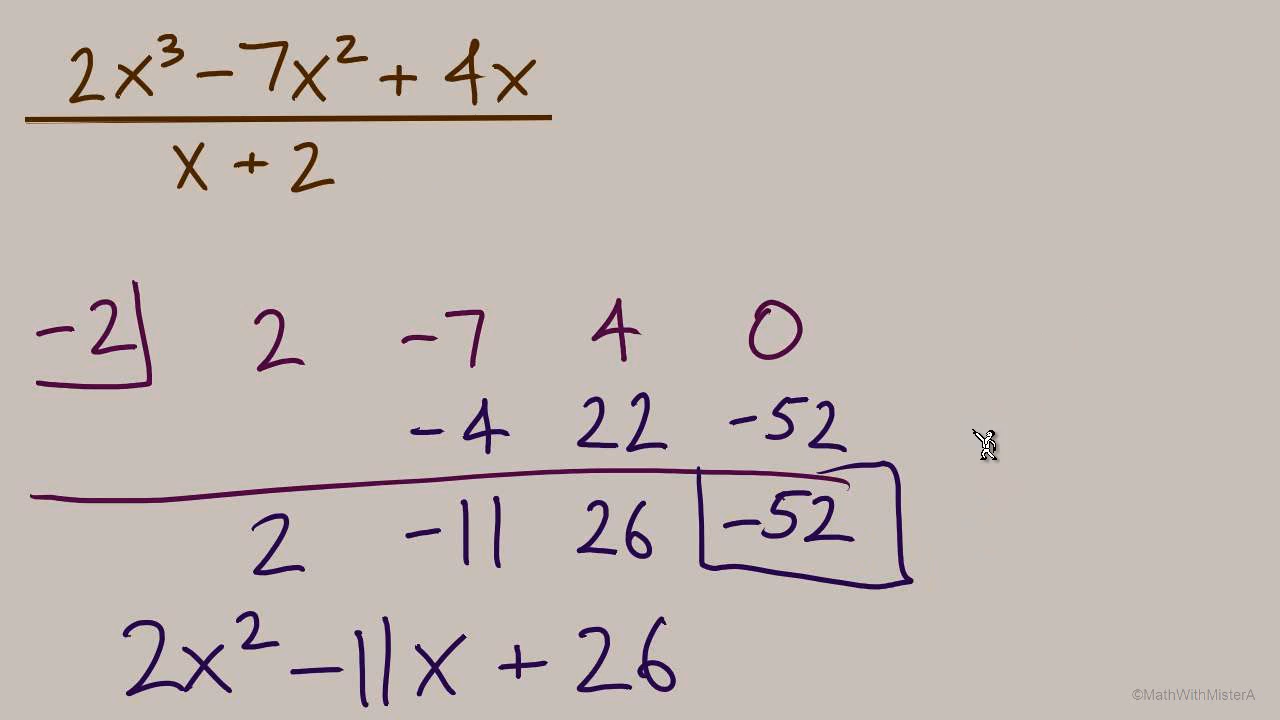 2x³ - 7x² + 4x
x + 2
-2 2 -7 4 0
-4 22 -52
2 -11 26 -52
2x² - 11x + 26
©MathWithMisterA